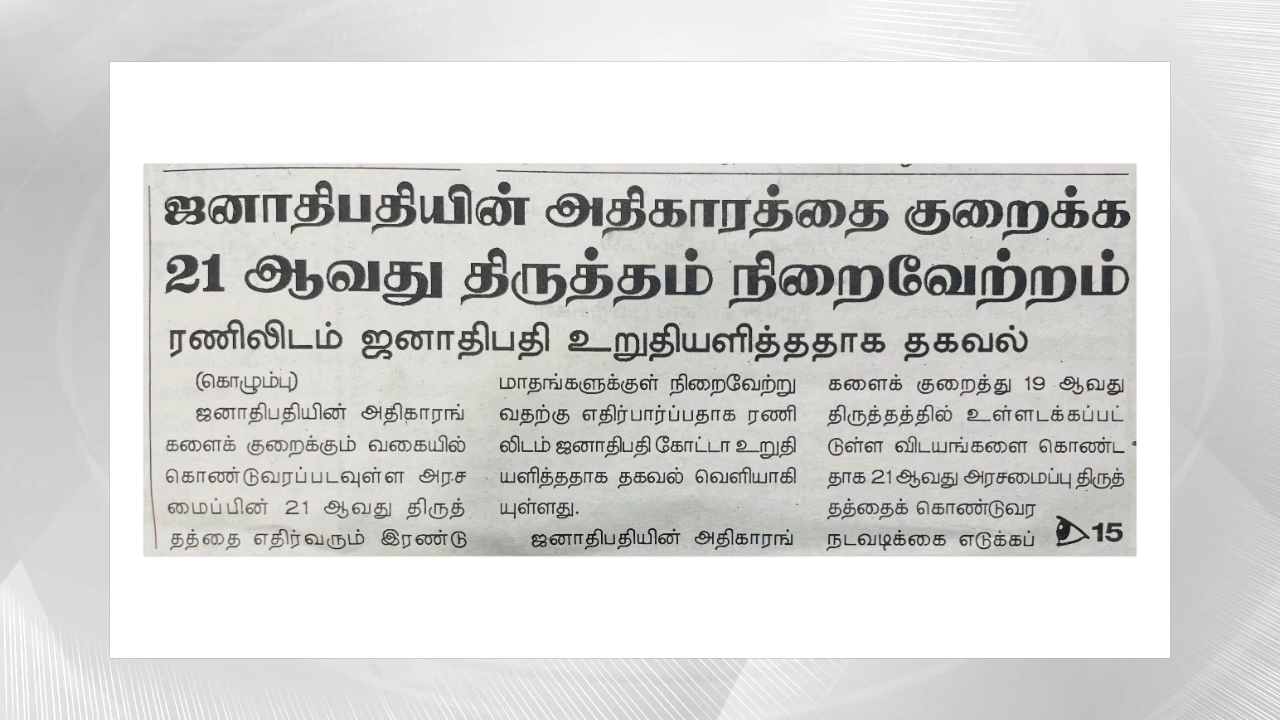 ஜனாதிபதியின் அதிகாரத்தை குறைக்க
21 ஆவது திருத்தம் நிறைவேற்றம்
ரணிலிடம் ஜனாதிபதி உறுதியளித்ததாக தகவல்
(கொழும்பு)
ஜனாதிபதியின் அதிகாரங்
களைக் குறைக்கும் வகையில்
கொண்டுவரப்படவுள்ள அரச
மைப்பின் 21 ஆவது திருத்
தத்தை எதிர்வரும் இரண்டு
மாதங்களுக்குள் நிறைவேற்று
வதற்கு எதிர்பார்ப்பதாக ரணி
லிடம் ஜனாதிபதி கோட்டா உறுதி
யளித்ததாக தகவல் வெளியாகி
யுள்ளது.
ஜனாதிபதியின் அதிகாரங்
களைக் குறைத்து 19 ஆவது
திருத்தத்தில் உள்ளடக்கப்பட்
டுள்ள விடயங்களை கொண்ட
தாக 21 ஆவது அரசமைப்பு திருத்
தத்தைக் கொண்டுவர
நடவடிக்கை எடுக்கப் 15